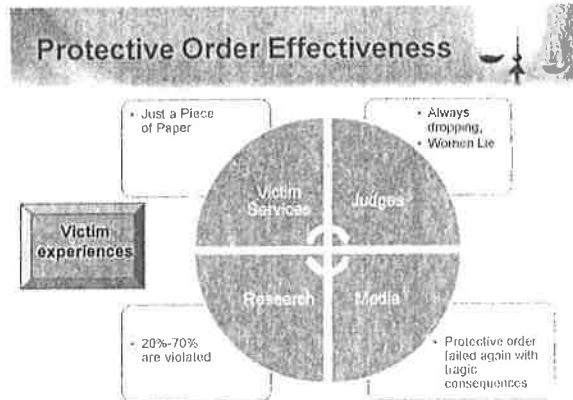 Protective Order Effectiveness
• Just a Piece
of Paper
• Always
dropping,
• Women Lie
Victim
Services
Judges
Victim
experiences
Research
Media
• 20%-70%
are violated
• Protective order
failed again with
tragic
consequences